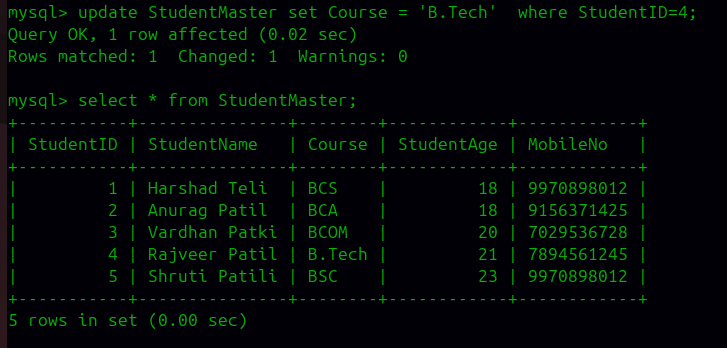 mysql> update StudentMaster set Course = 'B.Tech'  where StudentID=4;
Query OK, 1 row affected (0.02 sec)
Rows matched: 1  Changed: 1  Warnings: 0

mysql> select * from StudentMaster;
+-----------+---------------+--------+------------+------------+
| StudentID | StudentName   | Course | StudentAge | MobileNo   |
+-----------+---------------+--------+------------+------------+
|         1 | Harshad Teli  | BCS    |         18 | 9970898012 |
|         2 | Anurag Patil  | BCA    |         18 | 9156371425 |
|         3 | Vardhan Patki | BCOM   |         20 | 7029536728 |
|         4 | Rajveer Patil | B.Tech |         21 | 7894561245 |
|         5 | Shruti Patili | BSC    |         23 | 9970898012 |
+-----------+---------------+--------+------------+------------+
5 rows in set (0.00 sec)